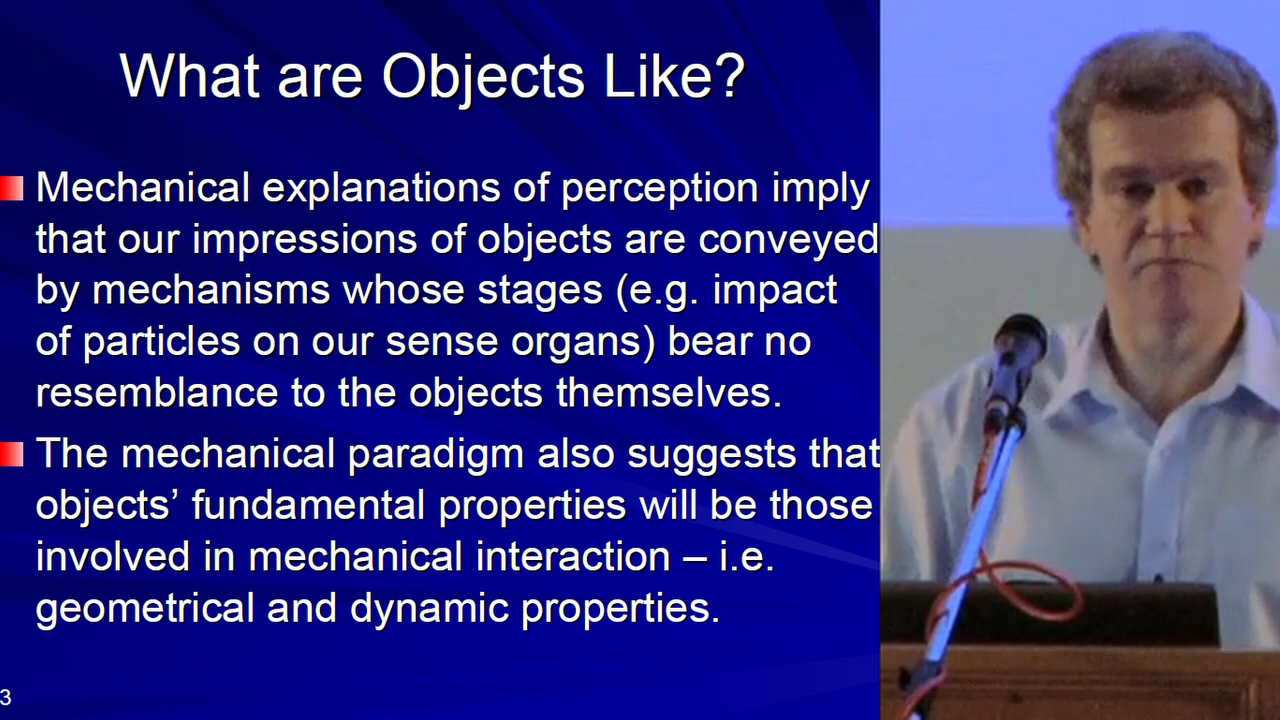 What are Objects Like?
Mechanical explanations of perception imply
that our impressions of objects are conveyed
by mechanisms whose stages (e.g. impact
of particles on our sense organs) bear no
resemblance to the objects themselves.
The mechanical paradigm also suggests that
objects’ fundamental properties will be those
involved in mechanical interaction – i.e.
geometrical and dynamic properties.
3